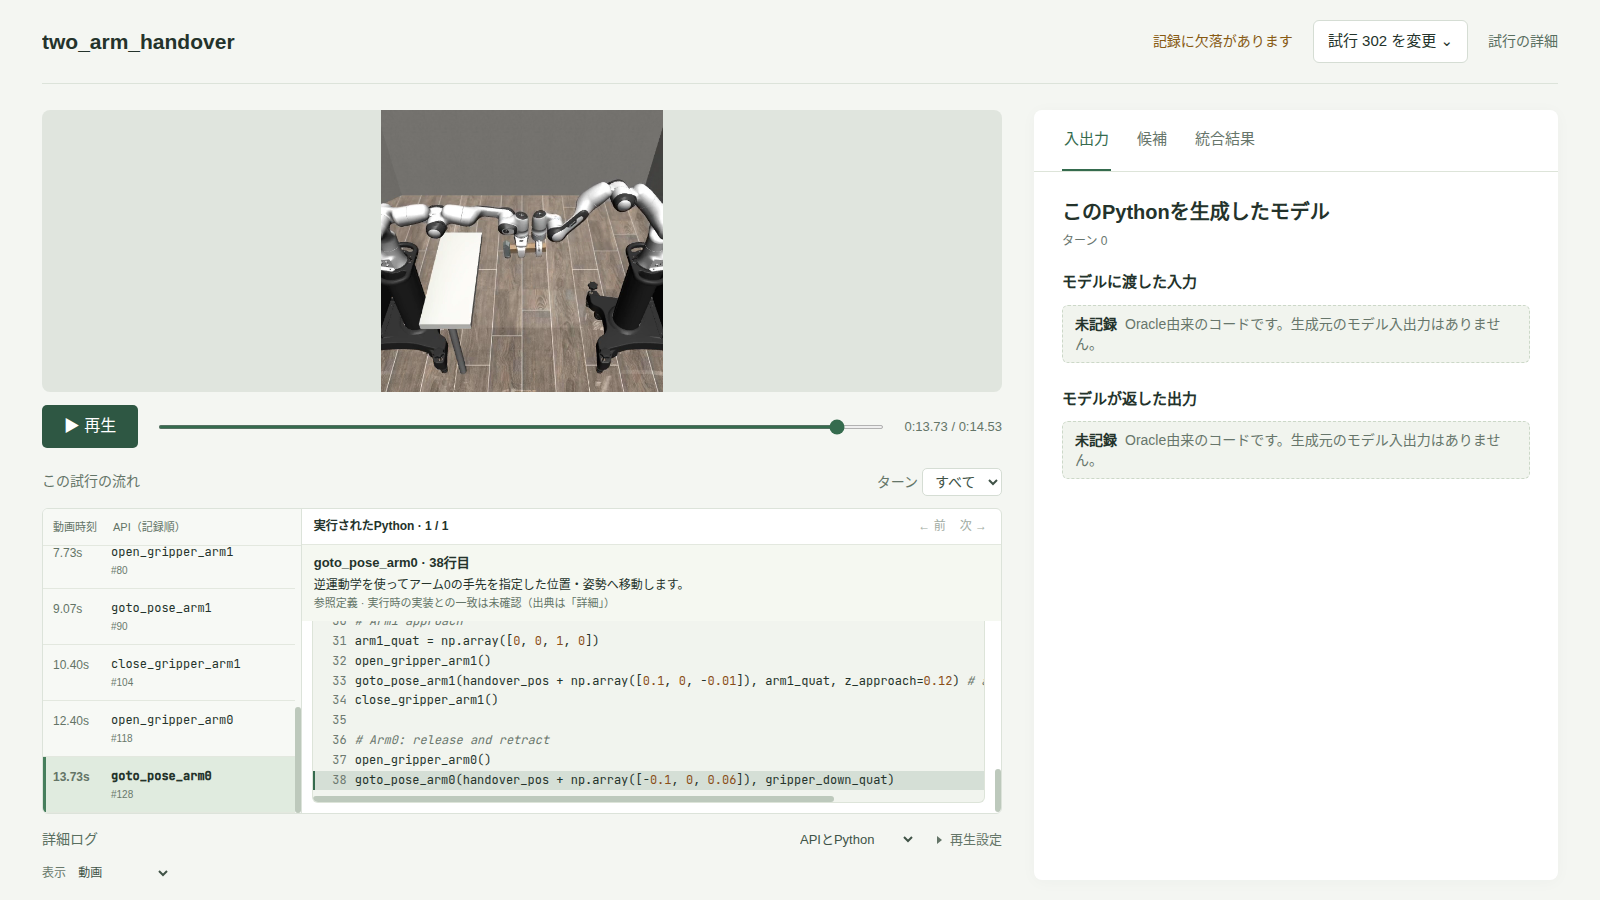 two_arm_handover
記録に欠落があります
試行 302 を変更
試行の詳細
再生
0:13.73 / 0:14.53
この試行の流れ
ターン すべて
動画時刻 API（記録順）
7.73s open_gripper_arm1
#80
9.07s goto_pose_arm1
#90
10.40s close_gripper_arm1
#104
12.40s open_gripper_arm0
#118
13.73s goto_pose_arm0
#128
実行されたPython · 1 / 1
← 前 次 →
goto_pose_arm0 · 38行目
逆運動学を使ってアーム0の手先を指定した位置・姿勢へ移動します。
参照定義 · 実行時の実装との一致は未確認（出典は「詳細」）
30 # Arm1 approach
31 arm1_quat = np.array([0, 0, 1, 0])
32 open_gripper_arm1()
33 goto_pose_arm1(handover_pos + np.array([0.1, 0, -0.01]), arm1_quat, z_approach=0.12) #
34 close_gripper_arm1()
35
36 # Arm0: release and retract
37 open_gripper_arm0()
38 goto_pose_arm0(handover_pos + np.array([-0.1, 0, 0.06]), gripper_down_quat)
詳細ログ
APIとPython
再生設定
表示 動画
入出力 候補 統合結果
このPythonを生成したモデル
ターン 0
モデルに渡した入力
未記録 Oracle由来のコードです。生成元のモデル入出力はありませ
ん。
モデルが返した出力
未記録 Oracle由来のコードです。生成元のモデル入出力はありませ
ん。